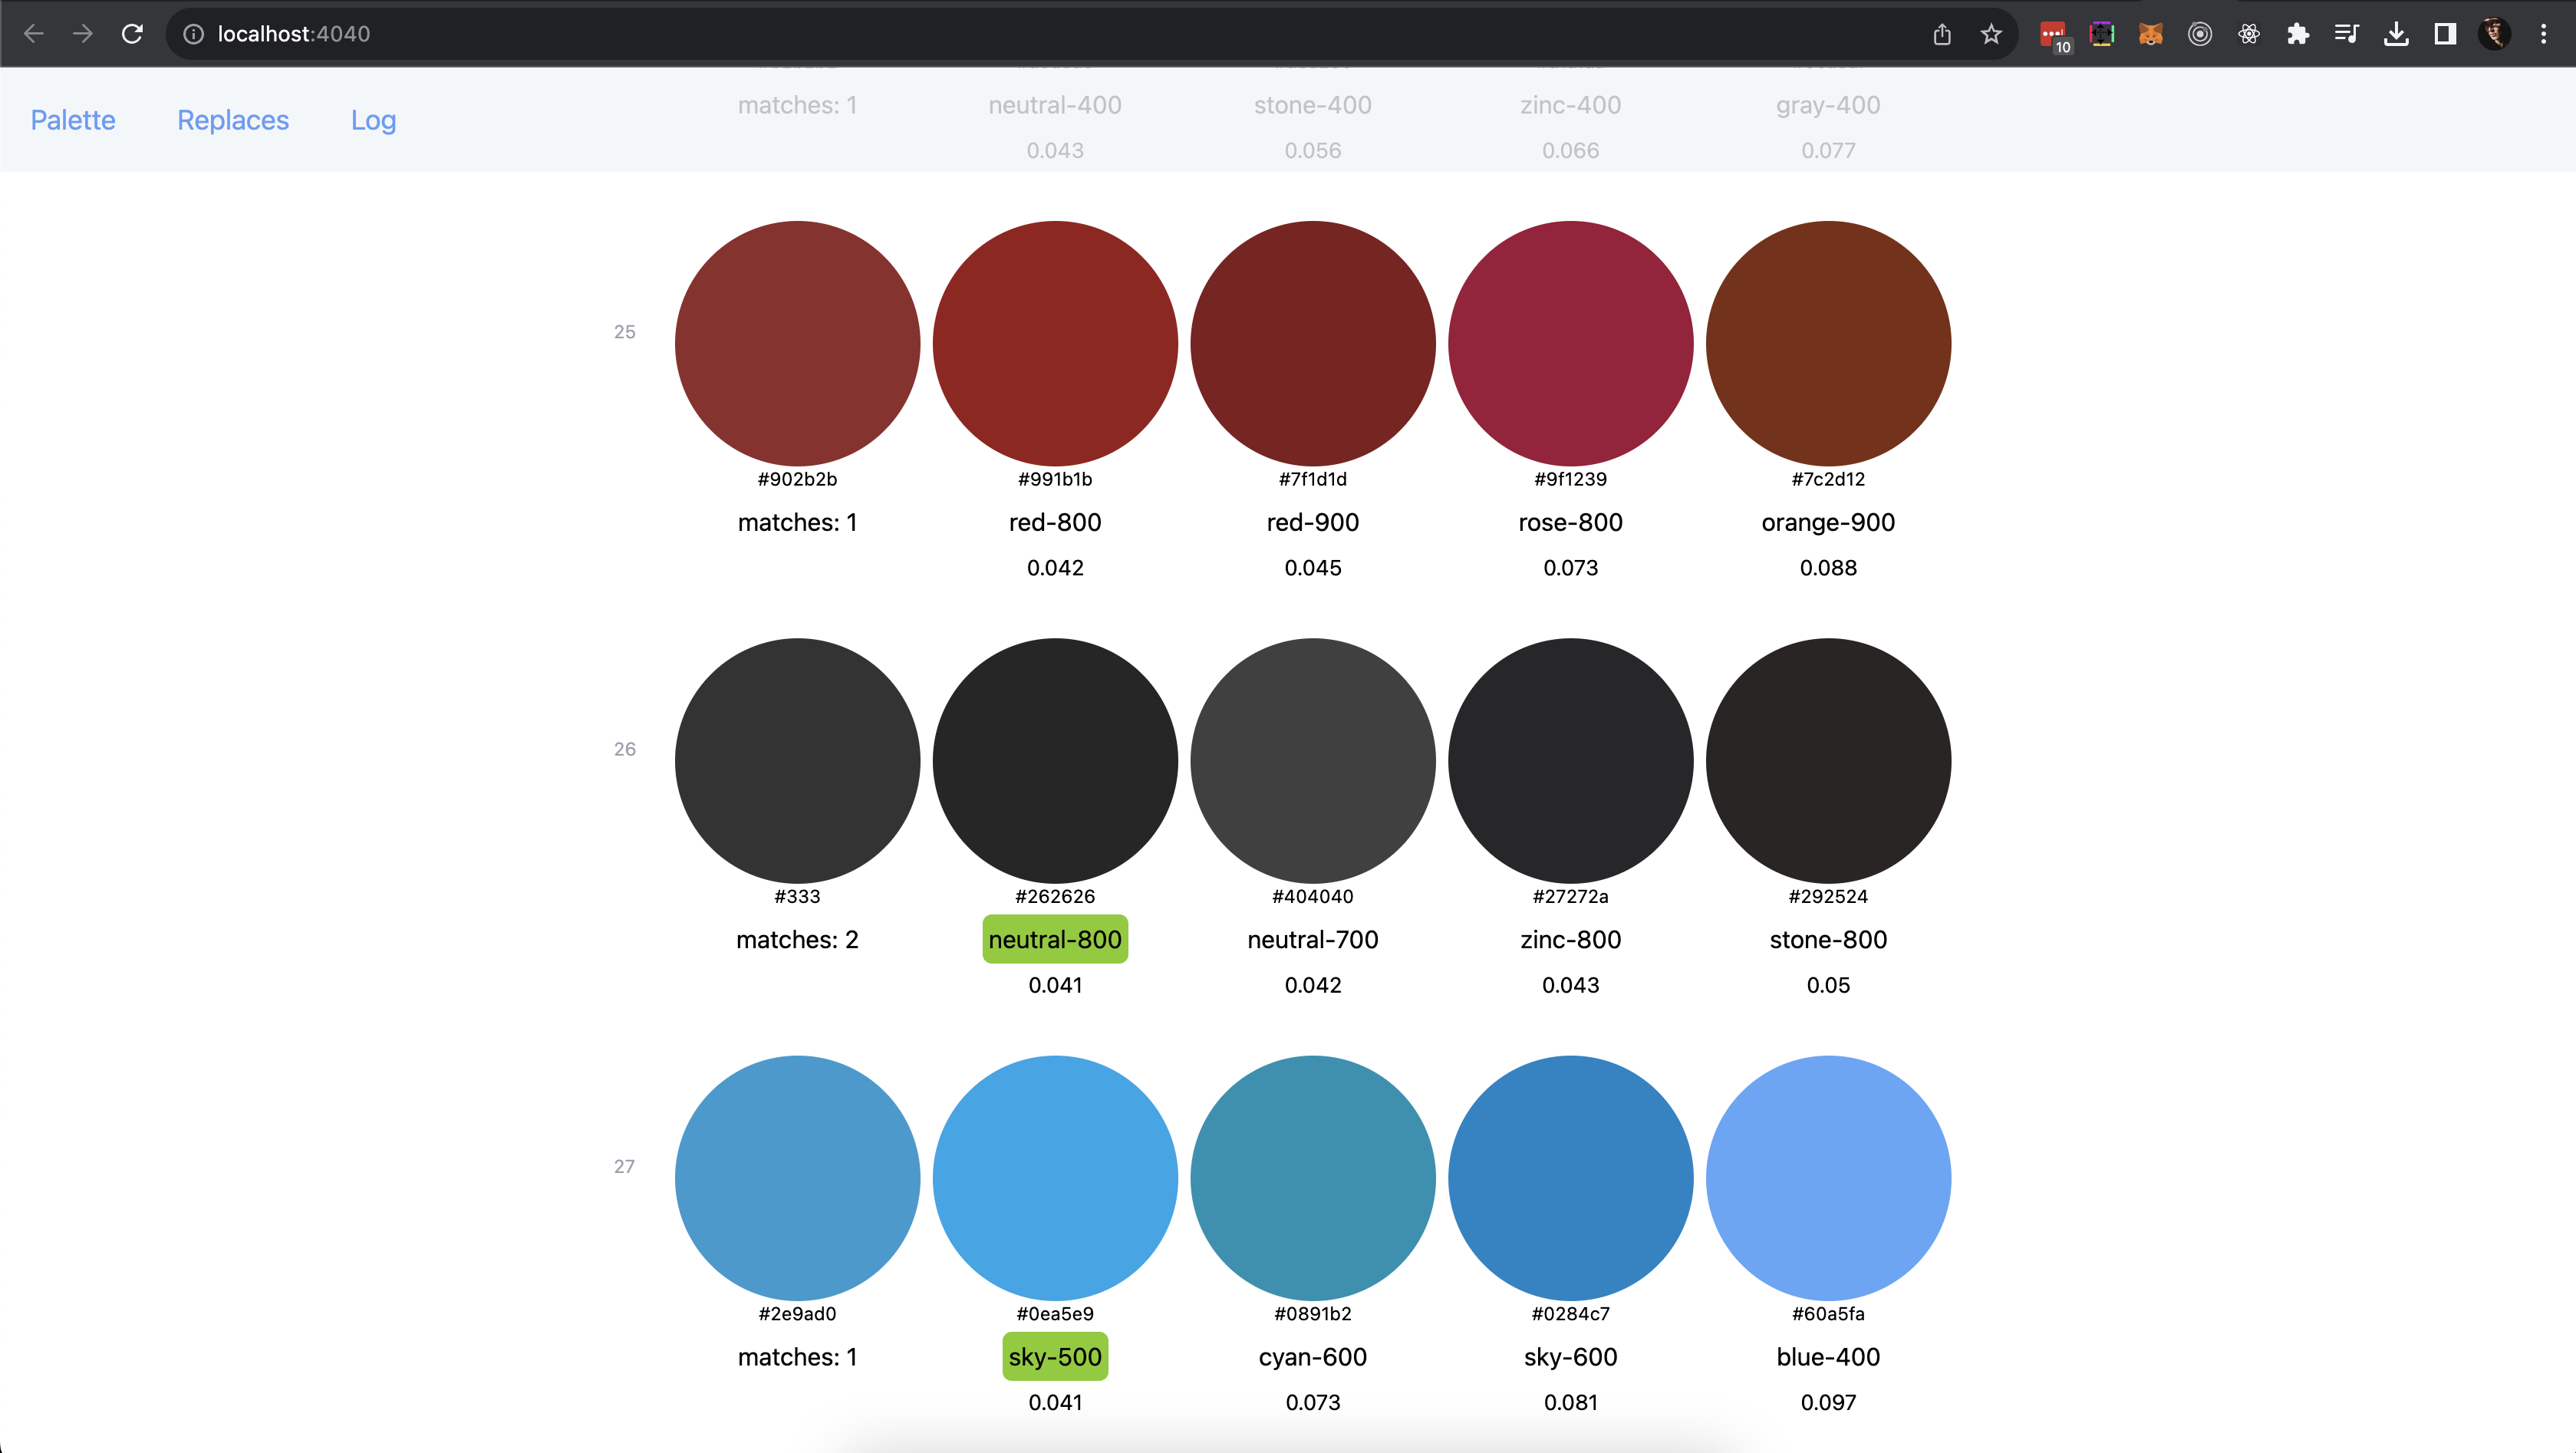 localhost:4040
10
Palette Replaces Log
matches: 1 neutral-400 stone-400 zinc-400 gray-400
0.043 0.056 0.066 0.077
25
#902b2b #991b1b #7f1d1d #9f1239 #7c2d12
matches: 1 red-800 red-900 rose-800 orange-900
0.042 0.045 0.073 0.088
26
#333 #262626 #404040 #27272a #292524
matches: 2 neutral-800 neutral-700 zinc-800 stone-800
0.041 0.042 0.043 0.05
27
#2e9ad0 #0ea5e9 #0891b2 #0284c7 #60a5fa
matches: 1 sky-500 cyan-600 sky-600 blue-400
0.041 0.073 0.081 0.097